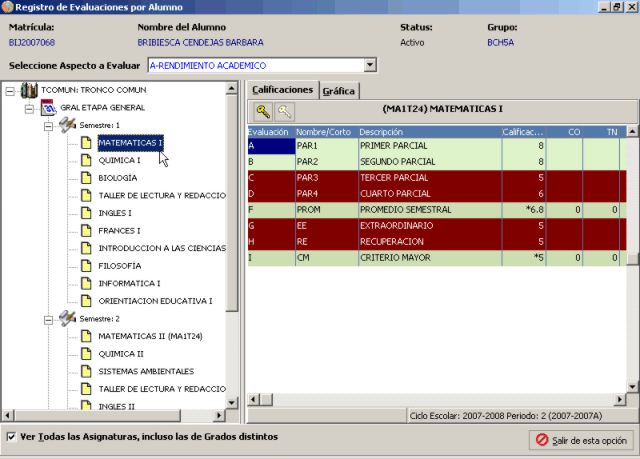 Registro de Evaluaciones por Alumno
Matrícula: Nombre del Alumno Status: Grupo:
BIJ2007068 BRIBIESCA CENDEJAS BARBARA Activo BCH5A
Seleccione Aspecto a Evaluar A-RENDIMIENTO ACADEMICO
TCOMUN: TRONCO COMUN
GRAL ETAPA GENERAL
Semestre: 1
MATEMATICAS I
QUIMICA I
BIOLOGÍA
TALLER DE LECTURA Y REDACCIO
INGLES I
FRANCES I
INTRODUCCION A LAS CIENCIAS
FILOSOFÍA
INFORMATICA I
ORIENTIACION EDUCATIVA I
Semestre: 2
MATEMATICAS II (MA1T24)
QUIMICA II
SISTEMAS AMBIENTALES
TALLER DE LECTURA Y REDACCIO
INGLES II
Calificaciones Gráfica
(MA1T24) MATEMATICAS I
Evaluación Nombre/Corto Descripción Calificac... CO TN
A PAR1 PRIMER PARCIAL 8
B PAR2 SEGUNDO PARCIAL 8
C PAR3 TERCER PARCIAL 5
D PAR4 CUARTO PARCIAL 6
F PROM PROMEDIO SEMESTRAL *6.8 0 0
G EE EXTRAORDINARIO 5
H RE RECUPERACION 5
I CM CRITERIO MAYOR *5 0 0
Ciclo Escolar: 2007-2008 Periodo: 2 (2007-2007A)
Ver Todas las Asignaturas, incluso las de Grados distintos
Salir de esta opción